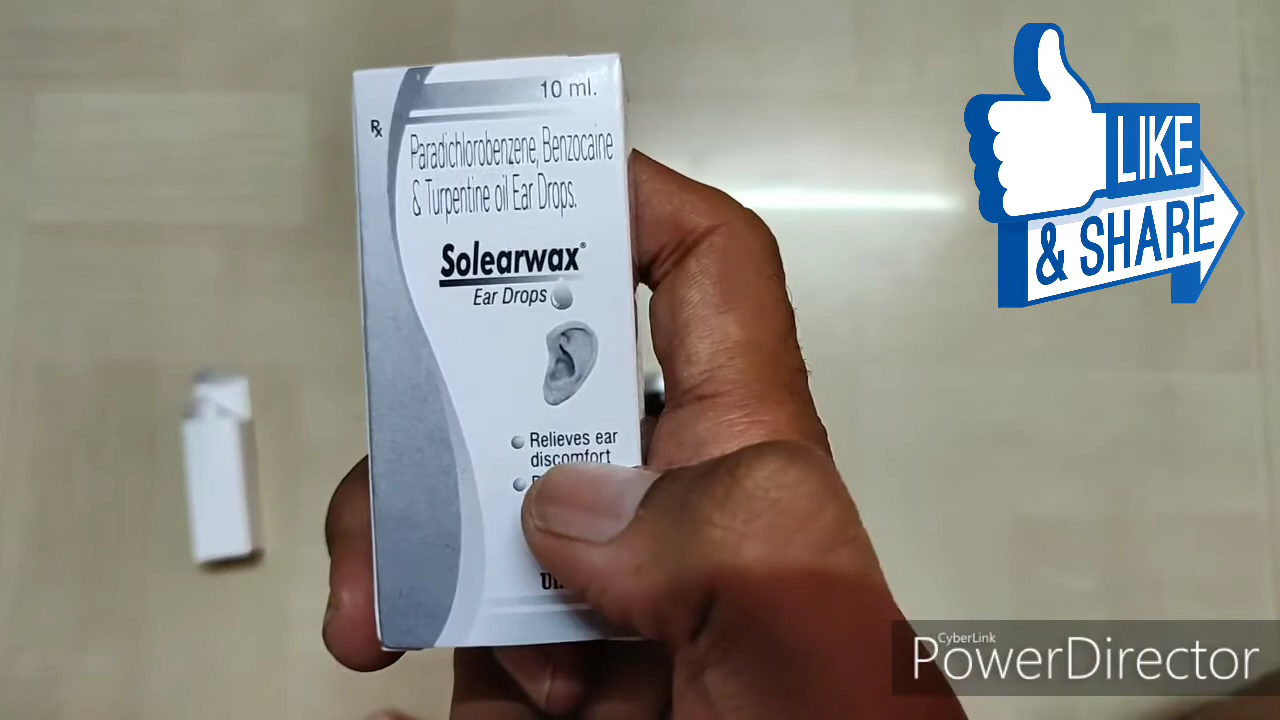 10 ml.
Rx
Paradichlorobenzene, Benzocaine
& Turpentine oil Ear Drops.
Solearwax®
Ear Drops
Relieves ear
discomfort
LIKE
& SHARE
CyberLink
PowerDirector